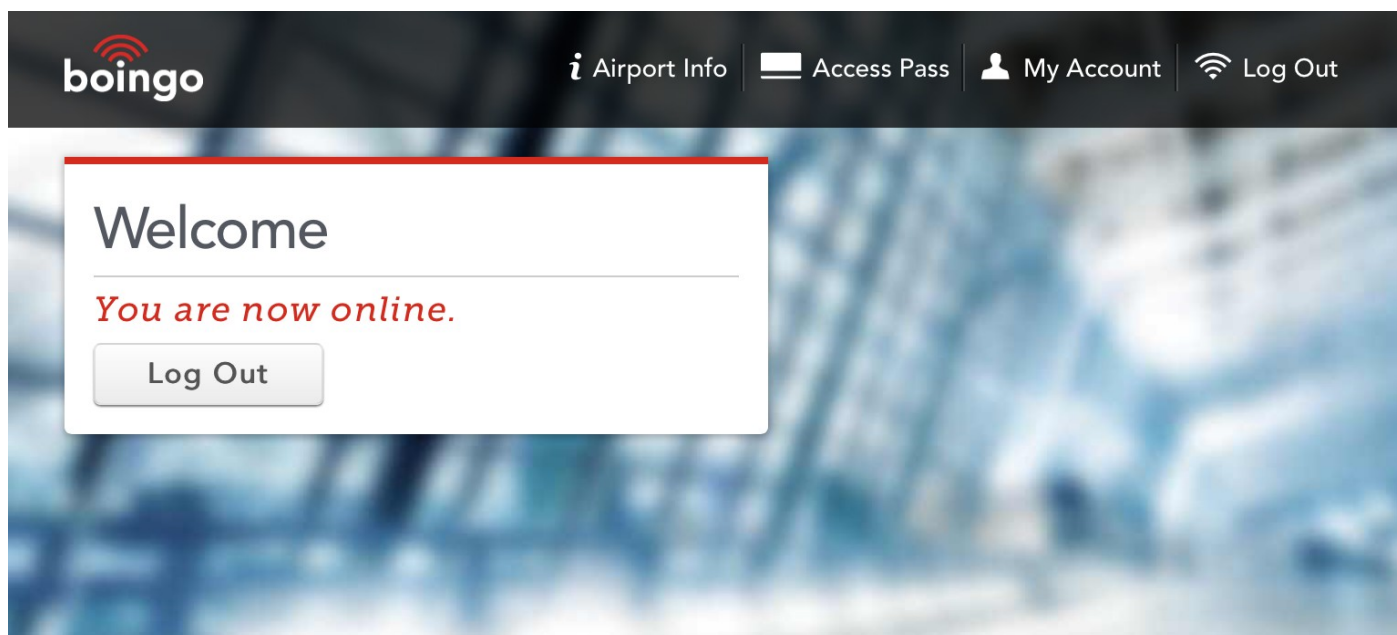 boingo
i Airport Info
Access Pass
My Account
Log Out
Welcome
You are now online.
Log Out